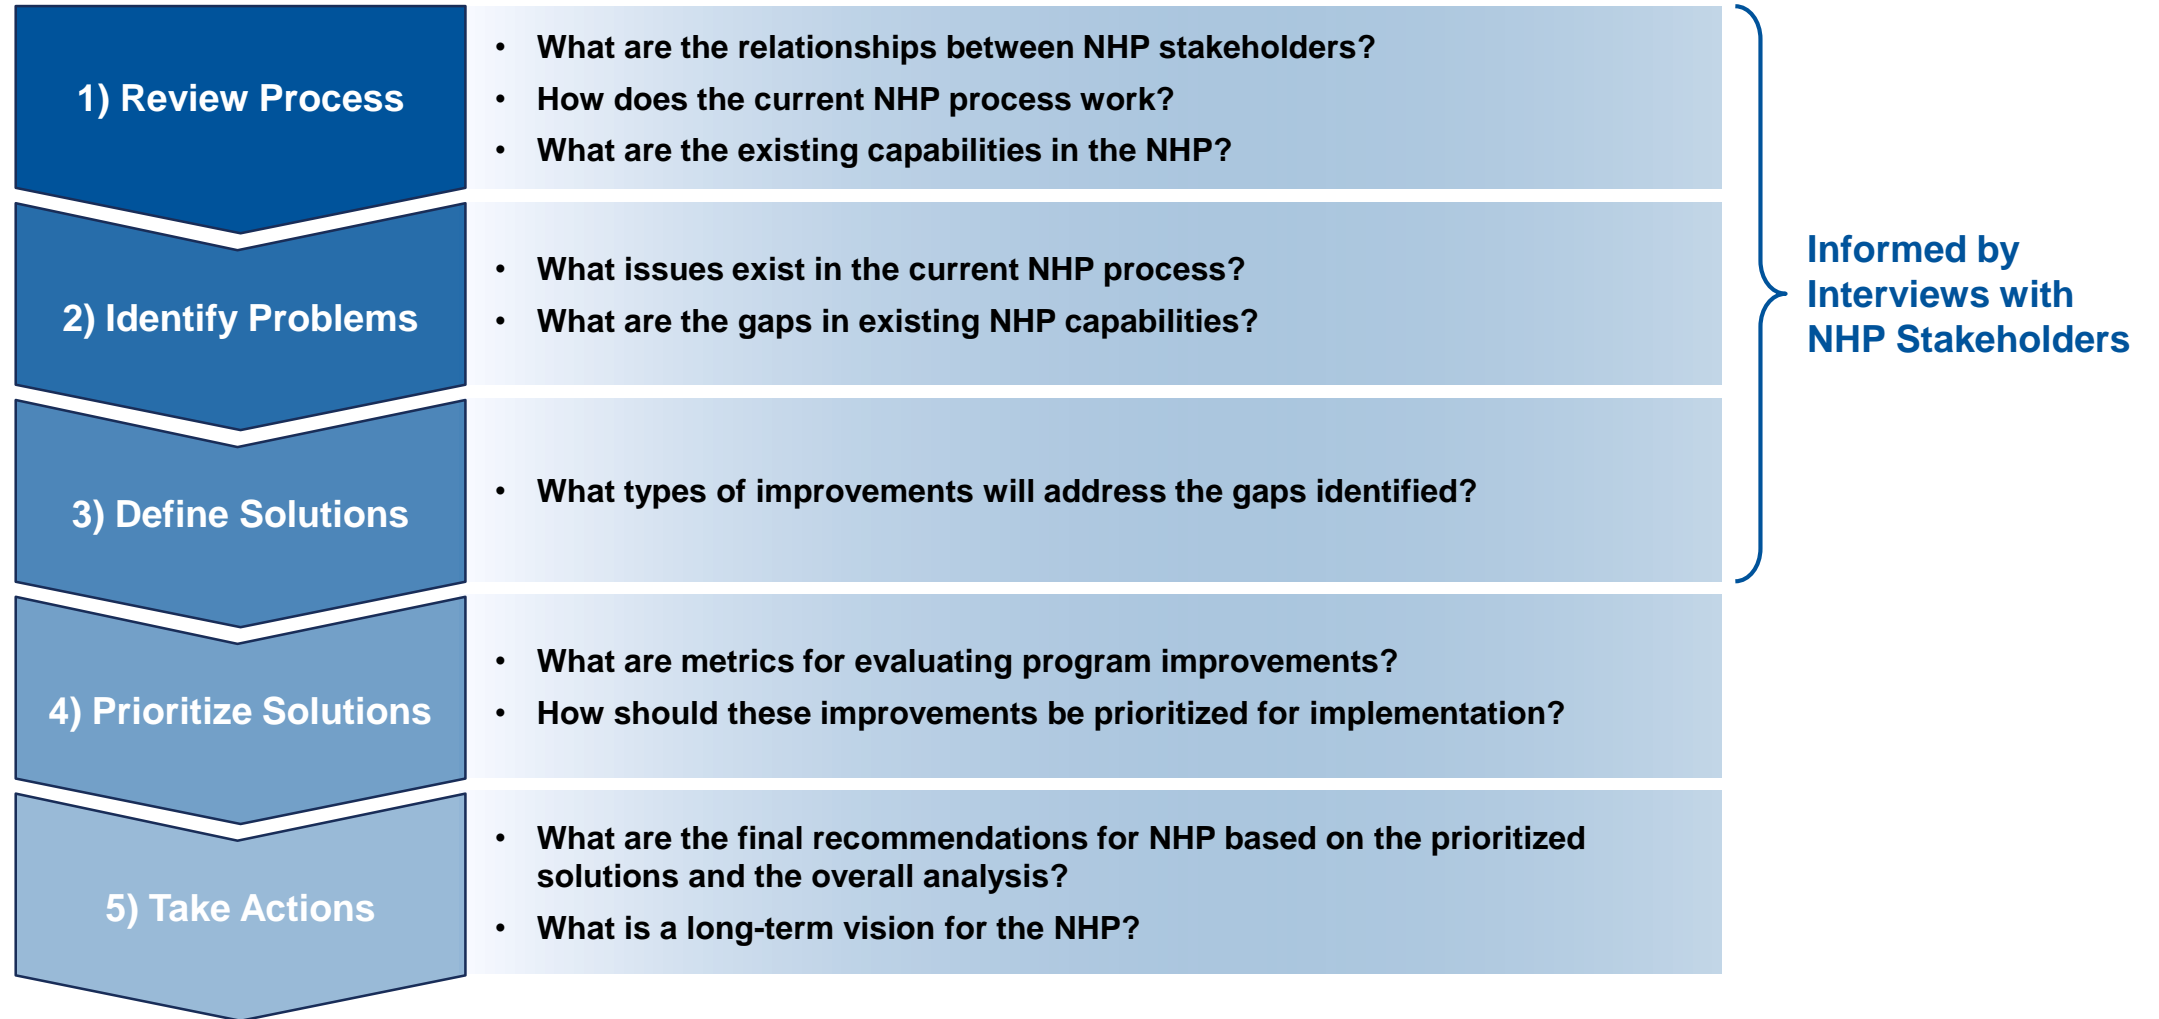 1) Review Process
• What are the relationships between NHP stakeholders?
• How does the current NHP process work?
• What are the existing capabilities in the NHP?
2) Identify Problems
• What issues exist in the current NHP process?
• What are the gaps in existing NHP capabilities?
3) Define Solutions
• What types of improvements will address the gaps identified?
4) Prioritize Solutions
• What are metrics for evaluating program improvements?
• How should these improvements be prioritized for implementation?
5) Take Actions
• What are the final recommendations for NHP based on the prioritized
solutions and the overall analysis?
• What is a long-term vision for the NHP?
Informed by
Interviews with
NHP Stakeholders